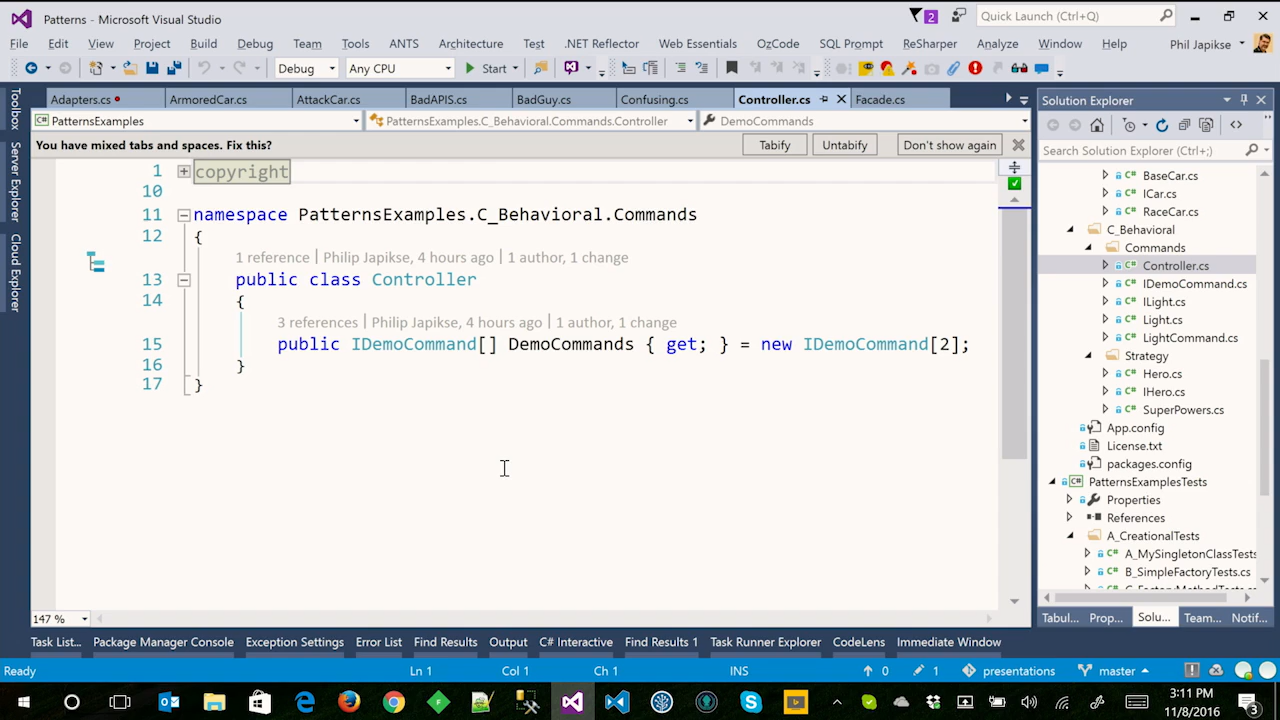 Patterns - Microsoft Visual Studio
2
Quick Launch (Ctrl+Q)
File Edit View Project Build Debug Team Tools ANTS Architecture Test .NET Reflector Web Essentials OzCode SQL Prompt ReSharper Analyze Window Help Phil Japikse
Debug Any CPU Start
Adapters.cs ArmoredCar.cs AttackCar.cs BadAPIS.cs BadGuy.cs Confusing.cs Controller.cs Facade.cs
PatternsExamples PatternsExamples.C_Behavioral.Commands.Controller DemoCommands
You have mixed tabs and spaces. Fix this? Tabify Untabify Don't show again
Toolbox
Server Explorer
Cloud Explorer
1 copyright
10
11 namespace PatternsExamples.C_Behavioral.Commands
12 {
1 reference | Philip Japikse, 4 hours ago | 1 author, 1 change
13 public class Controller
14 {
3 references | Philip Japikse, 4 hours ago | 1 author, 1 change
15 public IDemoCommand[] DemoCommands { get; } = new IDemoCommand[2];
16 }
17 }
147 %
Solution Explorer
Search Solution Explorer (Ctrl+;)
C# BaseCar.cs
C# ICar.cs
C# RaceCar.cs
C_Behavioral
Commands
C# Controller.cs
C# IDemoCommand.cs
C# ILight.cs
C# Light.cs
C# LightCommand.cs
Strategy
C# Hero.cs
C# IHero.cs
C# SuperPowers.cs
App.config
License.txt
packages.config
C# PatternsExamplesTests
Properties
References
A_CreationalTests
C# A_MySingletonClassTests
C# B_SimpleFactoryTests.cs
C# C_FactoryMethodTests.cs
Tabul... Prop... Solu... Team... Notif...
Task List... Package Manager Console Exception Settings Error List Find Results Output C# Interactive Find Results 1 Task Runner Explorer CodeLens Immediate Window
Ready Ln 1 Col 1 Ch 1 INS 0 1 presentations master
3:11 PM
11/8/2016
3